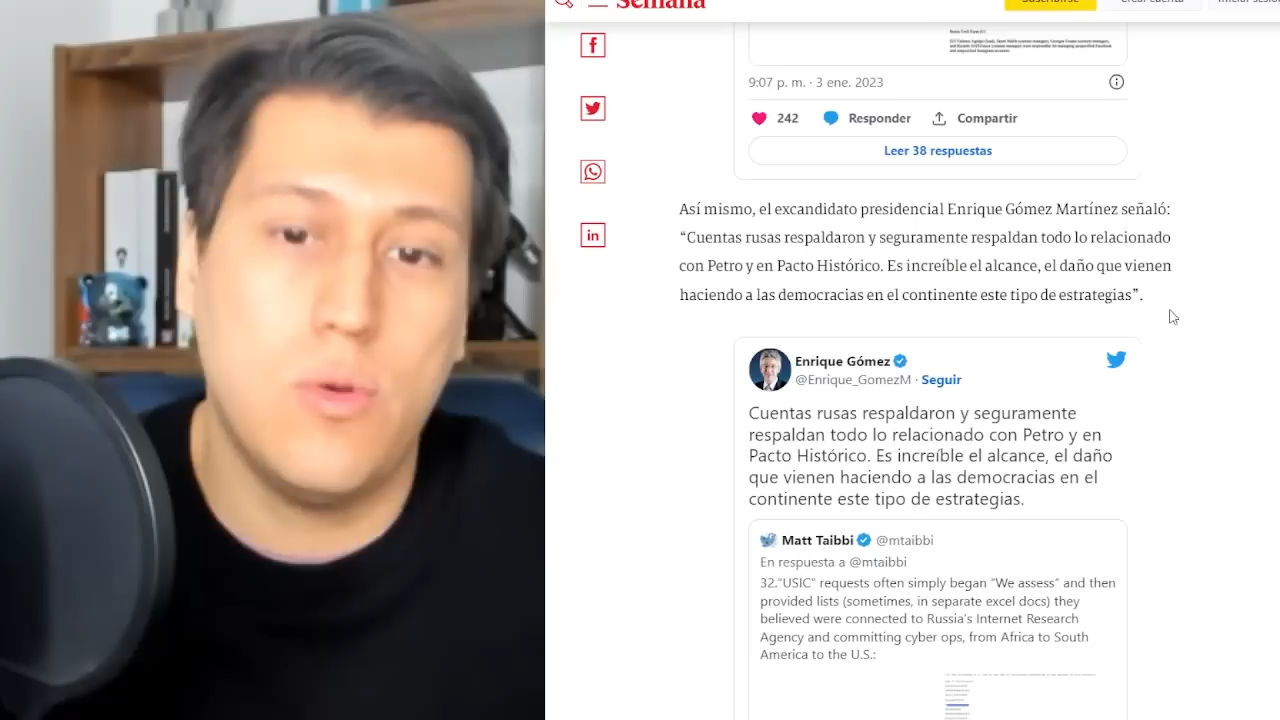 Semana
9:07 p. m. · 3 ene. 2023
242 Responder Compartir
Leer 38 respuestas
Así mismo, el excandidato presidencial Enrique Gómez Martínez señaló:
“Cuentas rusas respaldaron y seguramente respaldan todo lo relacionado
con Petro y en Pacto Histórico. Es increíble el alcance, el daño que vienen
haciendo a las democracias en el continente este tipo de estrategias”.
Enrique Gómez
@Enrique_GomezM · Seguir
Cuentas rusas respaldaron y seguramente
respaldan todo lo relacionado con Petro y en
Pacto Histórico. Es increíble el alcance, el daño
que vienen haciendo a las democracias en el
continente este tipo de estrategias.
Matt Taibbi @mtaibbi
En respuesta a @mtaibbi
32."USIC" requests often simply began "We assess" and then
provided lists (sometimes, in separate excel docs) they
believed were connected to Russia's Internet Research
Agency and committing cyber ops, from Africa to South
America to the U.S.: